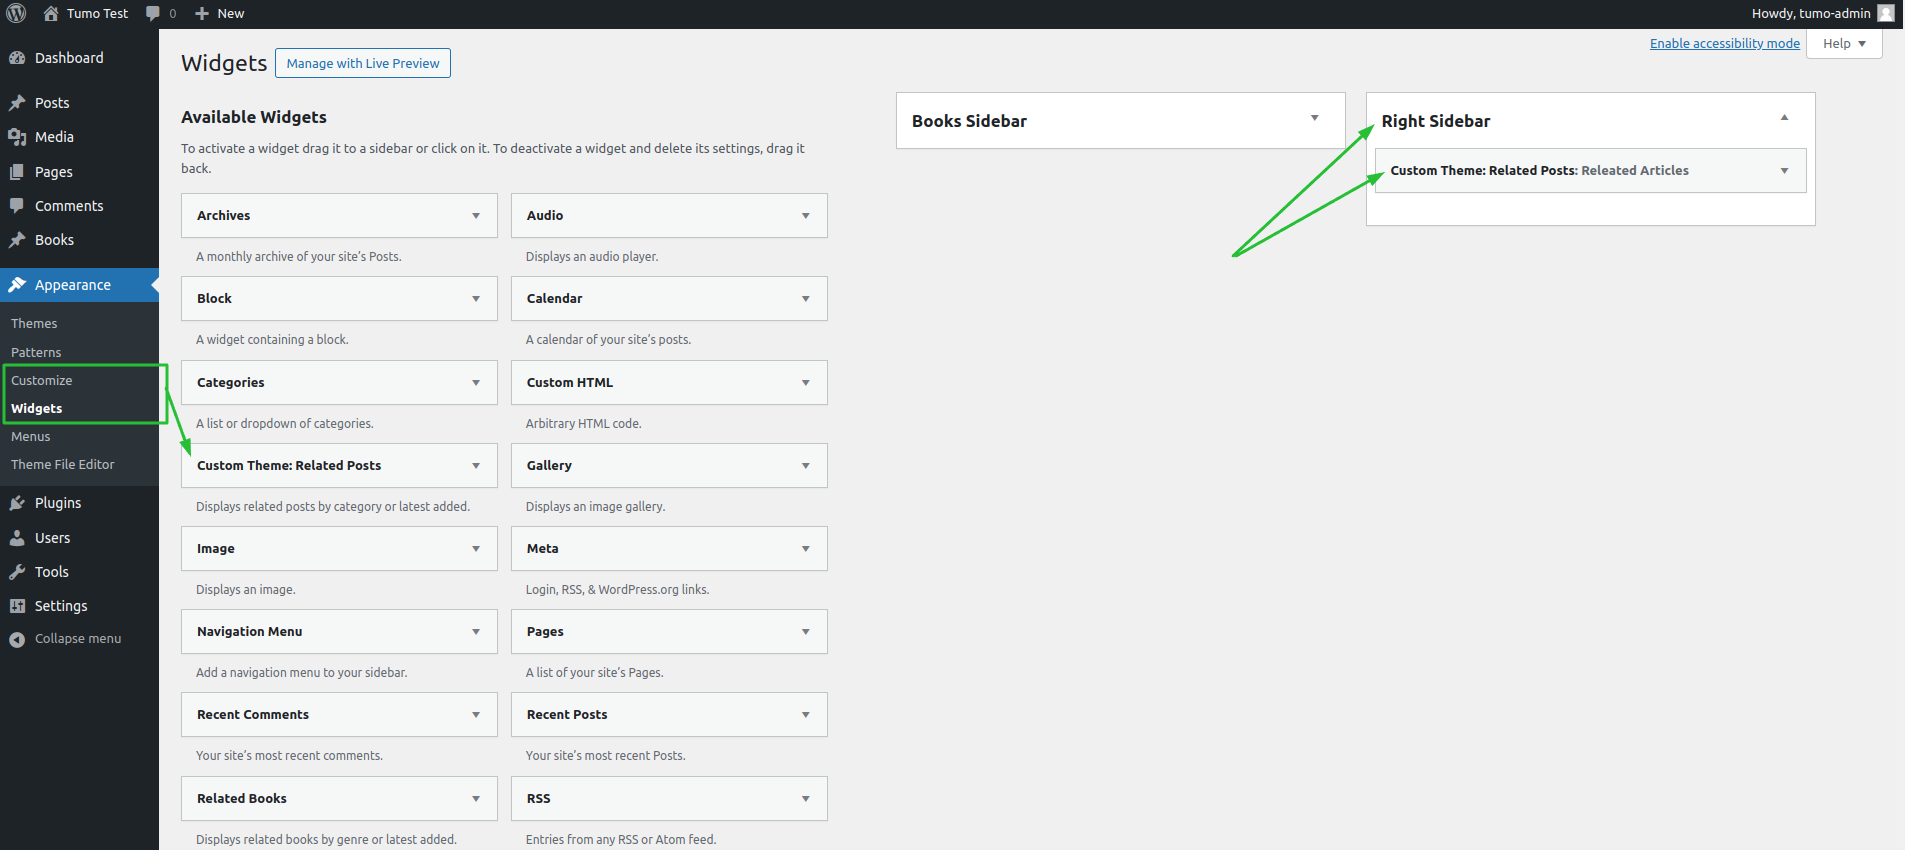 Tumo Test
0
New
Howdy, tumo-admin
Dashboard
Posts
Media
Pages
Comments
Books
Appearance
Themes
Patterns
Customize
Widgets
Menus
Theme File Editor
Plugins
Users
Tools
Settings
Collapse menu
Enable accessibility mode
Help
Widgets
Manage with Live Preview
Available Widgets
To activate a widget drag it to a sidebar or click on it. To deactivate a widget and delete its settings, drag it
back.
Archives
A monthly archive of your site's Posts.
Audio
Displays an audio player.
Block
A widget containing a block.
Calendar
A calendar of your site's posts.
Categories
A list or dropdown of categories.
Custom HTML
Arbitrary HTML code.
Custom Theme: Related Posts
Displays related posts by category or latest added.
Gallery
Displays an image gallery.
Image
Displays an image.
Meta
Login, RSS, & WordPress.org links.
Navigation Menu
Add a navigation menu to your sidebar.
Pages
A list of your site's Pages.
Recent Comments
Your site's most recent comments.
Recent Posts
Your site's most recent Posts.
Related Books
Displays related books by genre or latest added.
RSS
Entries from any RSS or Atom feed.
Books Sidebar
Right Sidebar
Custom Theme: Related Posts: Releated Articles